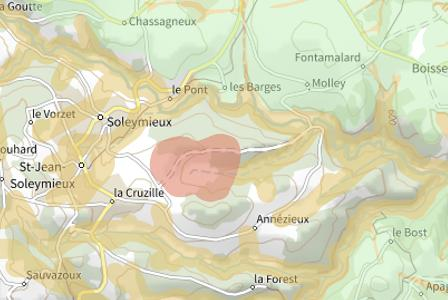 a Goutte
Chassagneux
Fontamalard
Boisse
le Pont
les Barges
Molley
le Vorzet
Soleymieux
ouhard
St-Jean-
Soleymieux
la Cruzille
Annézieux
le Bost
Sauvazoux
la Forest
Apa